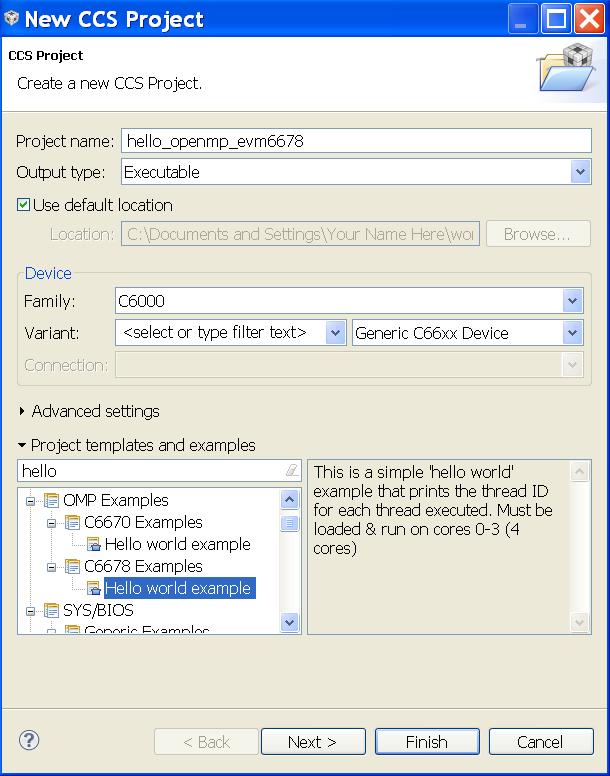 New CCS Project
CCS Project
Create a new CCS Project.
Project name: hello_openmp_evm6678
Output type: Executable
Use default location
Location: C:\Documents and Settings\Your Name Here\wor Browse...
Device
Family: C6000
Variant: <select or type filter text> Generic C66xx Device
Connection:
Advanced settings
Project templates and examples
hello
OMP Examples
C6670 Examples
Hello world example
C6678 Examples
Hello world example
SYS/BIOS
Generic Examples
This is a simple 'hello world'
example that prints the thread ID
for each thread executed. Must be
loaded & run on cores 0-3 (4
cores)
? < Back Next > Finish Cancel